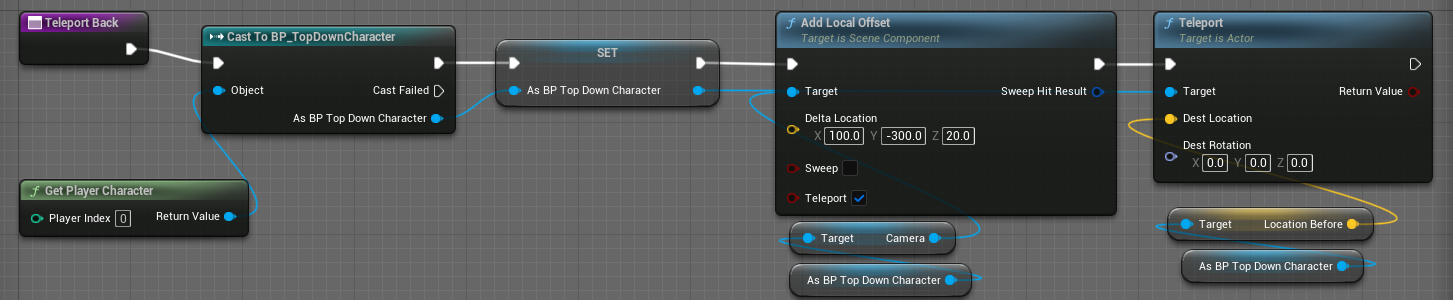 Teleport Back
Cast To BP_TopDownCharacter
Object
Cast Failed
As BP Top Down Character
Get Player Character
Player Index 0
Return Value
SET
As BP Top Down Character
Add Local Offset
Target is Scene Component
Target
Sweep Hit Result
Delta Location
X 100.0 Y -300.0 Z 20.0
Sweep
Teleport
Target Camera
As BP Top Down Character
Teleport
Target is Actor
Target
Return Value
Dest Location
Dest Rotation
X 0.0 Y 0.0 Z 0.0
Target Location Before
As BP Top Down Character